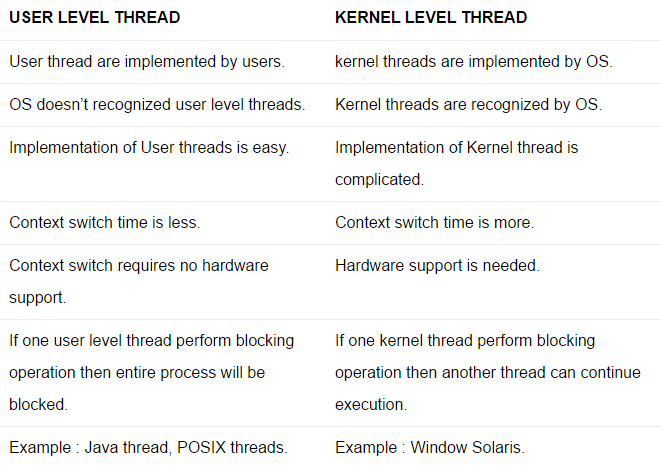 USER LEVEL THREAD KERNEL LEVEL THREAD
User thread are implemented by users. kernel threads are implemented by OS.
OS doesn’t recognized user level threads. Kernel threads are recognized by OS.
Implementation of User threads is easy. Implementation of Kernel thread is
complicated.
Context switch time is less. Context switch time is more.
Context switch requires no hardware Hardware support is needed.
support.
If one user level thread perform blocking If one kernel thread perform blocking
operation then entire process will be operation then another thread can continue
blocked. execution.
Example : Java thread, POSIX threads. Example : Window Solaris.